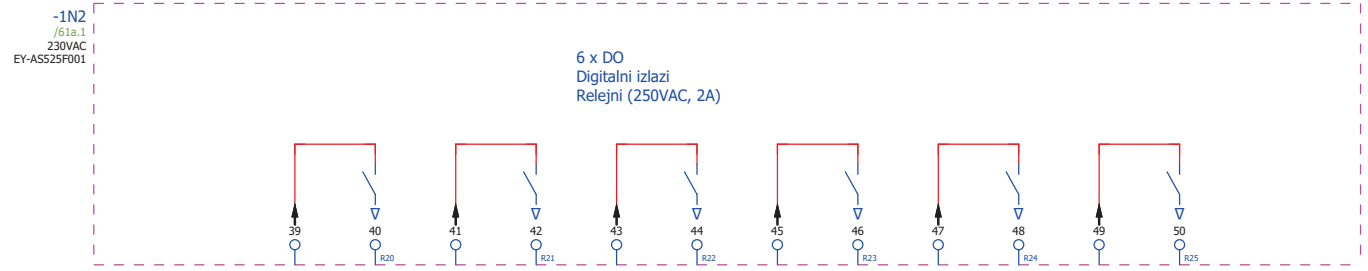 -1N2
/61a.1
230VAC
EY-AS525F001
6 x DO
Digitalni izlazi
Relejni (250VAC, 2A)
39 40 41 42 43 44 45 46 47 48 49 50
R20 R21 R22 R23 R24 R25